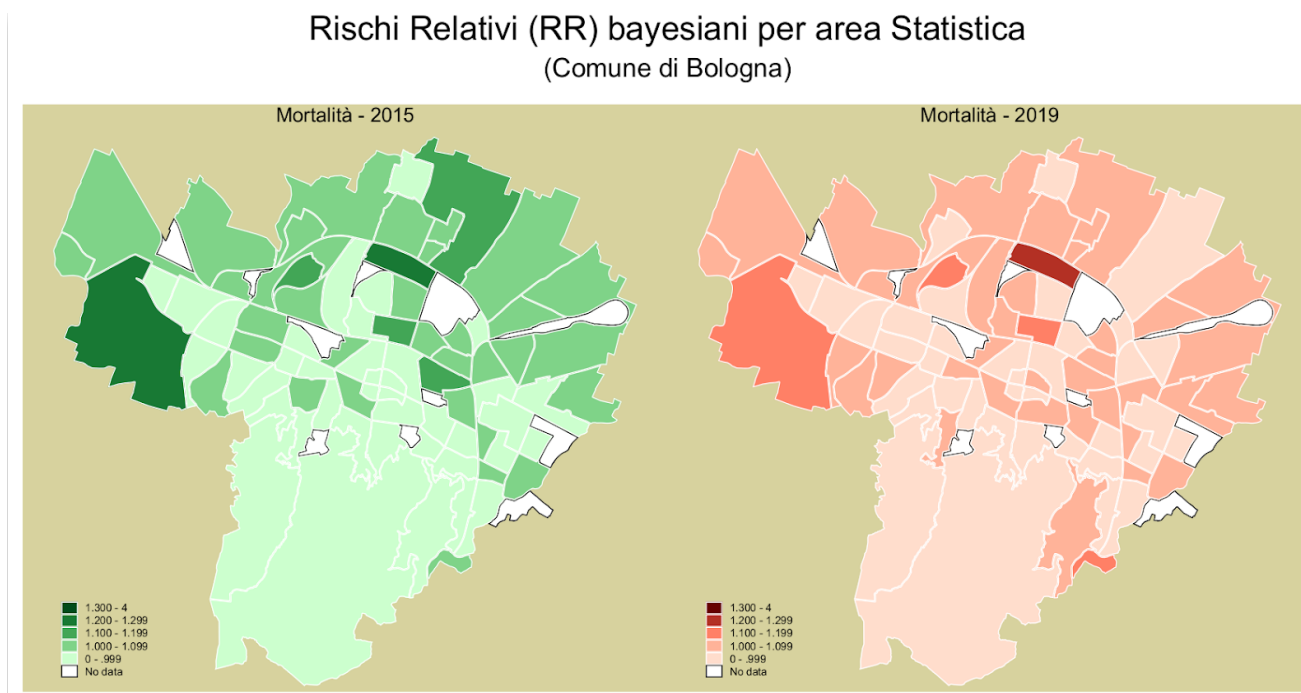 Rischi Relativi (RR) bayesiani per area Statistica
(Comune di Bologna)
Mortalità - 2015
1.300 - 4
1.200 - 1.299
1.100 - 1.199
1.000 - 1.099
0 - .999
No data
Mortalità - 2019
1.300 - 4
1.200 - 1.299
1.100 - 1.199
1.000 - 1.099
0 - .999
No data